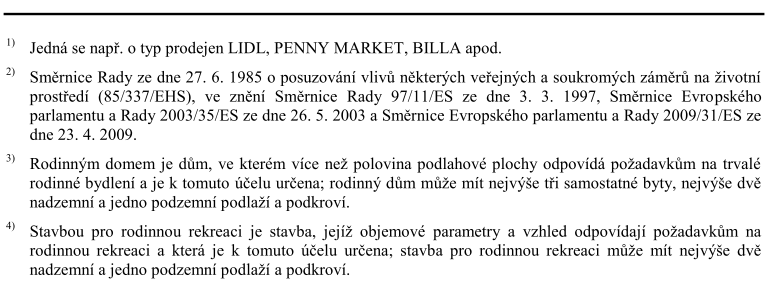 1) Jedná se např. o typ prodejen LIDL, PENNY MARKET, BILLA apod.
2) Směrnice Rady ze dne 27. 6. 1985 o posuzování vlivů některých veřejných a soukromých záměrů na životní
prostředí (85/337/EHS), ve znění Směrnice Rady 97/11/ES ze dne 3. 3. 1997, Směrnice Evropského
parlamentu a Rady 2003/35/ES ze dne 26. 5. 2003 a Směrnice Evropského parlamentu a Rady 2009/31/ES ze
dne 23. 4. 2009.
3) Rodinným domem je dům, ve kterém více než polovina podlahové plochy odpovídá požadavkům na trvalé
rodinné bydlení a je k tomuto účelu určena; rodinný dům může mít nejvýše tři samostatné byty, nejvýše dvě
nadzemní a jedno podzemní podlaží a podkroví.
4) Stavbou pro rodinnou rekreaci je stavba, jejíž objemové parametry a vzhled odpovídají požadavkům na
rodinnou rekreaci a která je k tomuto účelu určena; stavba pro rodinnou rekreaci může mít nejvýše dvě
nadzemní a jedno podzemní podlaží a podkroví.